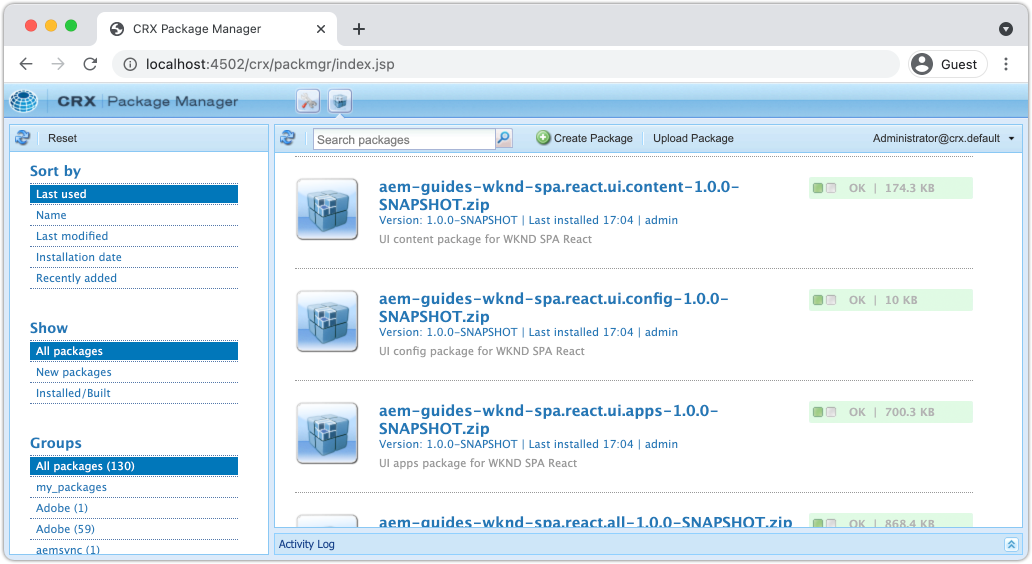 CRX Package Manager
localhost:4502/crx/packmgr/index.jsp
Guest
CRX Package Manager
Reset
Sort by
Last used
Name
Last modified
Installation date
Recently added
Show
All packages
New packages
Installed/Built
Groups
All packages (130)
my_packages
Adobe (1)
Adobe (59)
aemsync (1)
Search packages
Create Package
Upload Package
Administrator@crx.default
aem-guides-wknd-spa.react.ui.content-1.0.0-
SNAPSHOT.zip
Version: 1.0.0-SNAPSHOT | Last installed 17:04 | admin
UI content package for WKND SPA React
OK | 174.3 KB
aem-guides-wknd-spa.react.ui.config-1.0.0-
SNAPSHOT.zip
Version: 1.0.0-SNAPSHOT | Last installed 17:04 | admin
UI config package for WKND SPA React
OK | 10 KB
aem-guides-wknd-spa.react.ui.apps-1.0.0-
SNAPSHOT.zip
Version: 1.0.0-SNAPSHOT | Last installed 17:04 | admin
UI apps package for WKND SPA React
OK | 700.3 KB
aem-guides-wknd-spa.react.all-1.0.0-SNAPSHOT.zip
OK | 868.4 KB
Activity Log